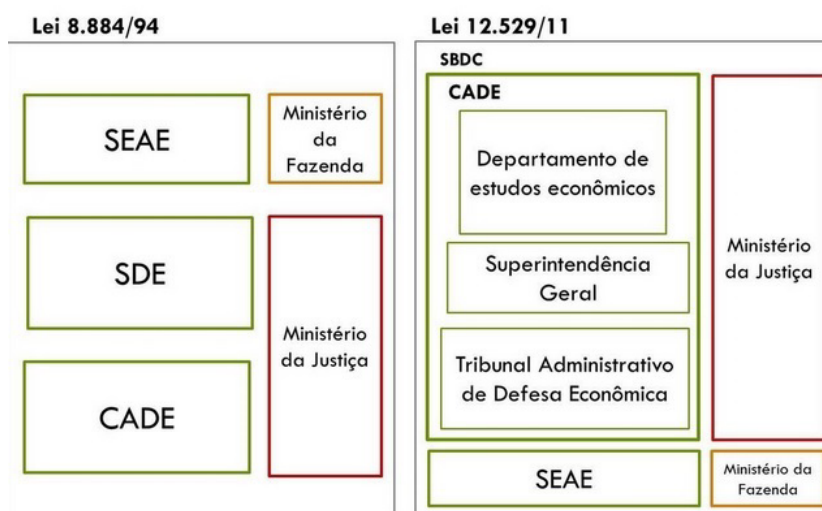 Lei 8.884/94
SEAE
Ministério
da
Fazenda
SDE
CADE
Ministério
da Justiça
Lei 12.529/11
SBDC
CADE
Departamento de
estudos econômicos
Superintendência
Geral
Tribunal Administrativo
de Defesa Econômica
Ministério
da Justiça
SEAE
Ministério da
Fazenda